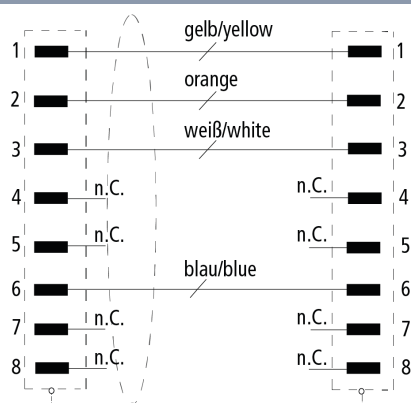 gelb/yellow
1 1
orange
2 2
weiß/white
3 3
4 n.C. n.C. 4
5 n.C. n.C. 5
blau/blue
6 6
7 n.C. n.C. 7
8 n.C. n.C. 8